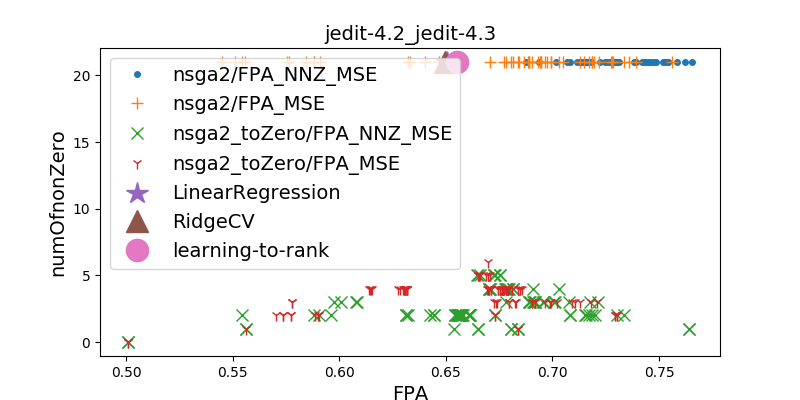 jedit-4.2_jedit-4.3
numOfnonZero
20
15
10
5
0
nsga2/FPA_NNZ_MSE
nsga2/FPA_MSE
nsga2_toZero/FPA_NNZ_MSE
nsga2_toZero/FPA_MSE
LinearRegression
RidgeCV
learning-to-rank
0.50 0.55 0.60 0.65 0.70 0.75
FPA